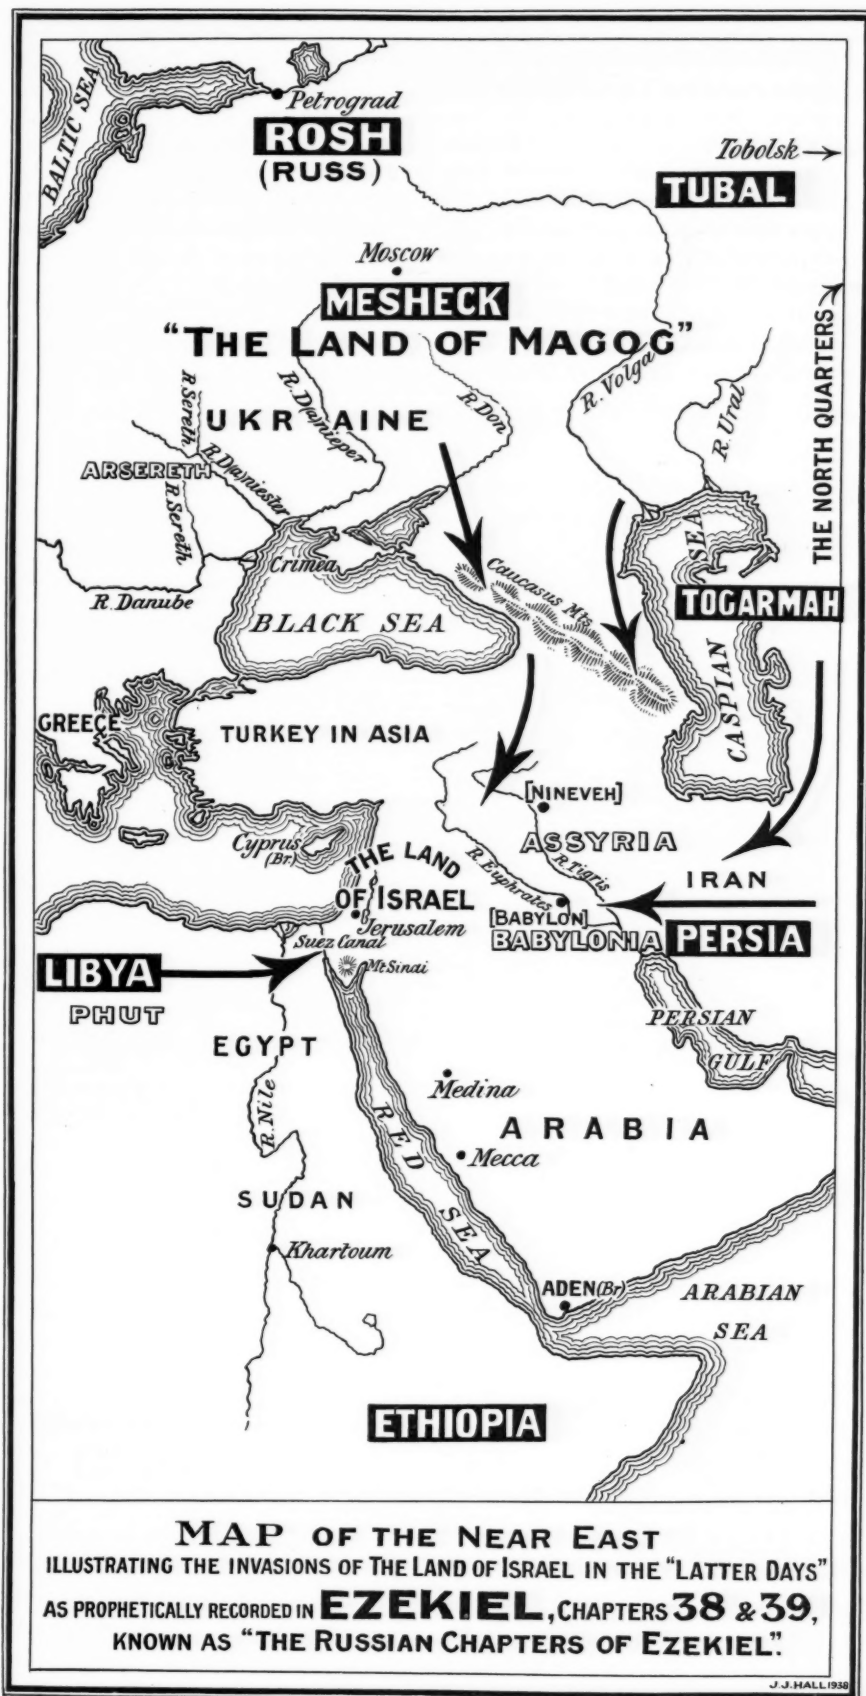 BALTIC SEA
Petrograd
ROSH
(RUSS)
Tobolsk
TUBAL
Moscow
MESHECK
"THE LAND OF MAGOG"
THE NORTH QUARTERS
R. Volga
R. Ural
R. Don
R. D(a)nieper
UKRAINE
R. Sereth
R. D(a)niester
ARSERETH
R. Sereth
R. Danube
Crimea
BLACK SEA
Caucasus Mts
CASPIAN SEA
TOGARMAH
GREECE
TURKEY IN ASIA
[NINEVEH]
ASSYRIA
Cyprus
(Br.)
THE LAND
OF ISRAEL
Jerusalem
R. Euphrates
R. Tigris
IRAN
[BABYLON]
BABYLONIA
PERSIA
Suez Canal
Mt Sinai
LIBYA
PHUT
EGYPT
R. Nile
PERSIAN
GULF
Medina
ARABIA
Mecca
RED SEA
SUDAN
Khartoum
ADEN (Br)
ARABIAN
SEA
ETHIOPIA
MAP OF THE NEAR EAST
ILLUSTRATING THE INVASIONS OF THE LAND OF ISRAEL IN THE "LATTER DAYS"
AS PROPHETICALLY RECORDED IN EZEKIEL, CHAPTERS 38 & 39,
KNOWN AS "THE RUSSIAN CHAPTERS OF EZEKIEL".
J.J. HALL 1938